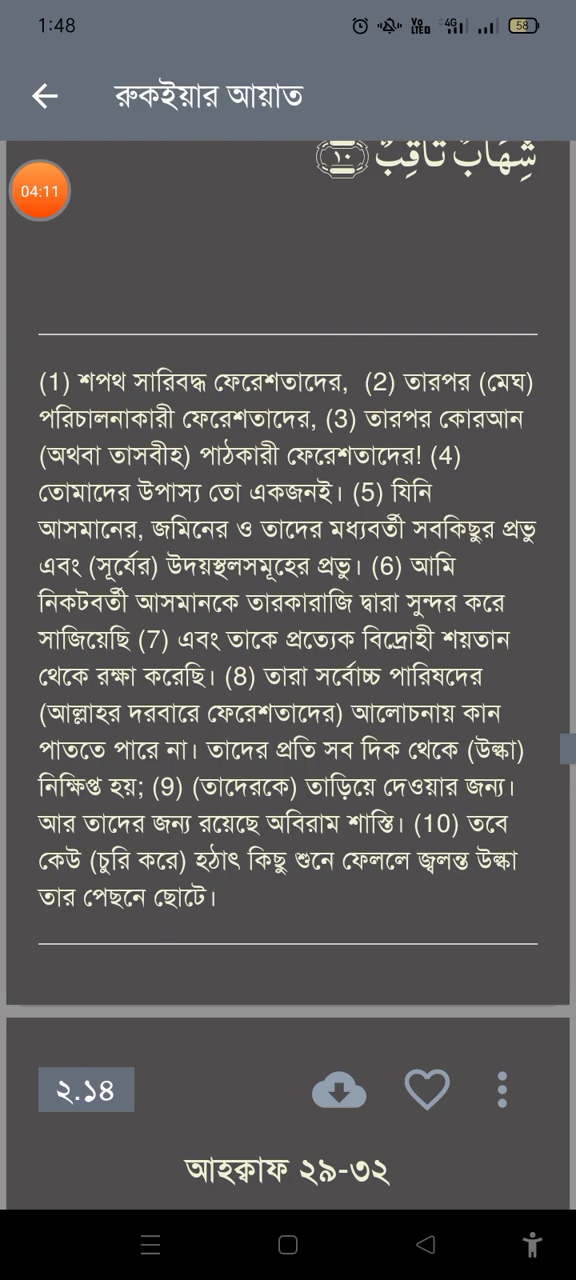 1:48
Vo LTE 4G 58
রুকইয়ার আয়াত
شِهَابٌ ثَاقِبٌ ١٠
04:11
(1) শপথ সারিবদ্ধ ফেরেশতাদের, (2) তারপর (মেঘ)
পরিচালনাকারী ফেরেশতাদের, (3) তারপর কোরআন
(অথবা তাসবীহ) পাঠকারী ফেরেশতাদের! (4)
তোমাদের উপাস্য তো একজনই। (5) যিনি
আসমানের, জমিনের ও তাদের মধ্যবর্তী সবকিছুর প্রভু
এবং (সূর্যের) উদয়স্থলসমূহের প্রভু। (6) আমি
নিকটবর্তী আসমানকে তারকারাজি দ্বারা সুন্দর করে
সাজিয়েছি (7) এবং তাকে প্রত্যেক বিদ্রোহী শয়তান
থেকে রক্ষা করেছি। (8) তারা সর্বোচ্চ পারিষদের
(আল্লাহর দরবারে ফেরেশতাদের) আলোচনায় কান
পাততে পারে না। তাদের প্রতি সব দিক থেকে (উল্কা)
নিক্ষিপ্ত হয়; (9) (তাদেরকে) তাড়িয়ে দেওয়ার জন্য।
আর তাদের জন্য রয়েছে অবিরাম শাস্তি। (10) তবে
কেউ (চুরি করে) হঠাৎ কিছু শুনে ফেললে জ্বলন্ত উল্কা
তার পেছনে ছোটে।
২.১৪
আহক্বাফ ২৯-৩২